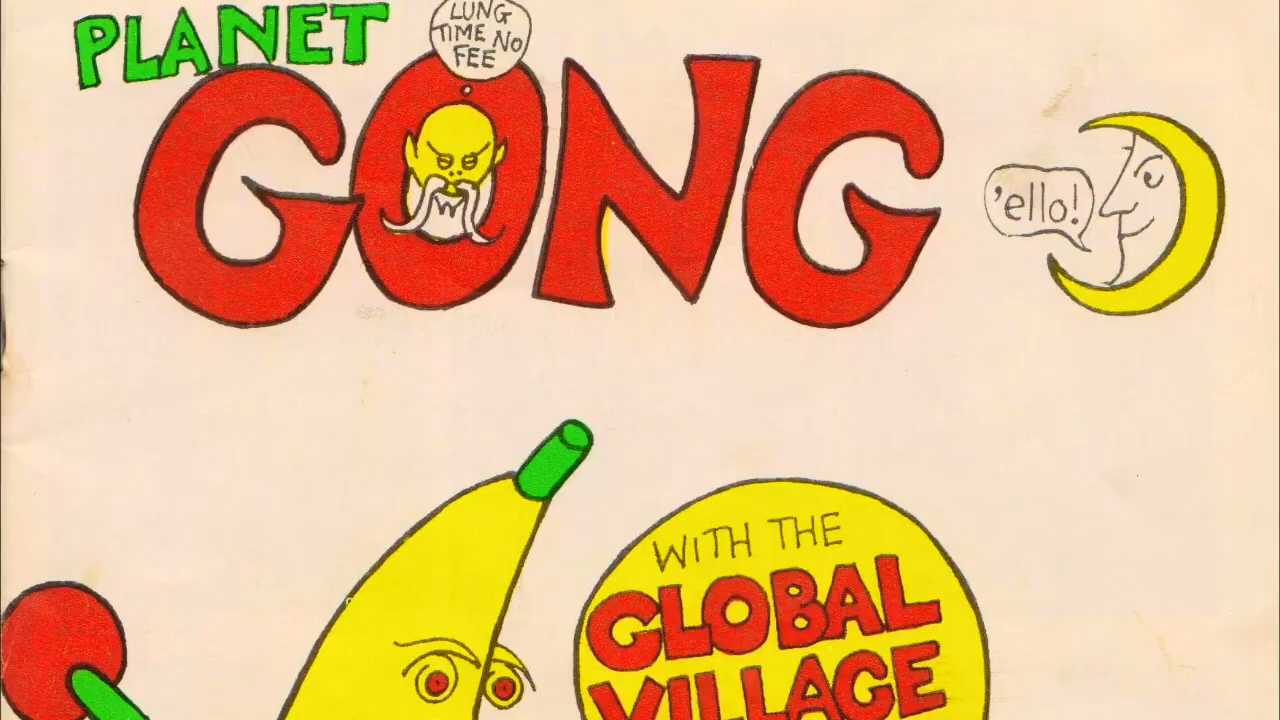 PLANET
GONG
LUNG
TIME NO
FEE
'ello!
WITH THE
GLOBAL
VILLAGE